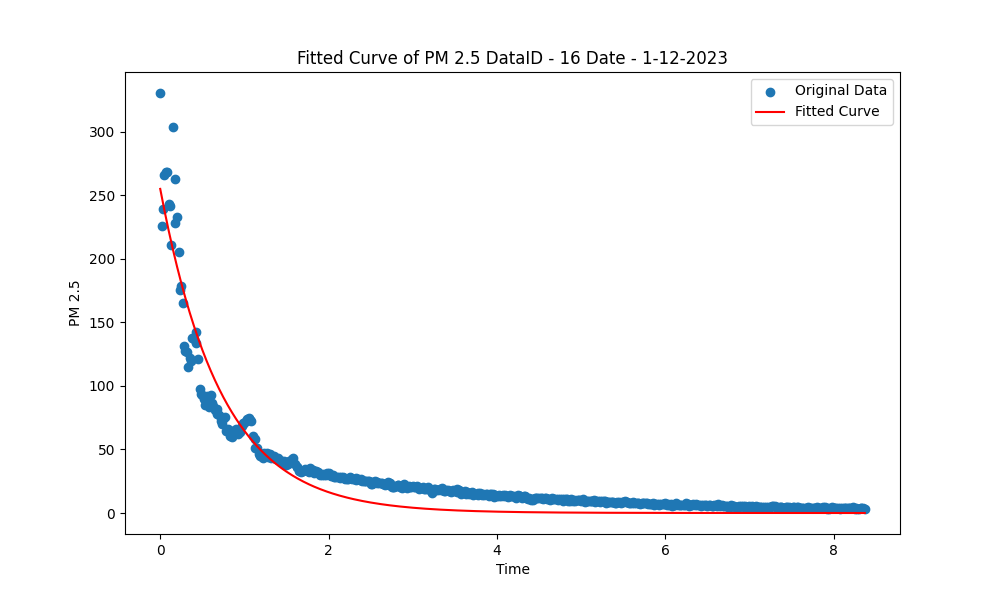 Fitted Curve of PM 2.5 DataID - 16 Date - 1-12-2023
Original Data
Fitted Curve
300
250
200
150
100
50
0
PM 2.5
0 2 4 6 8
Time